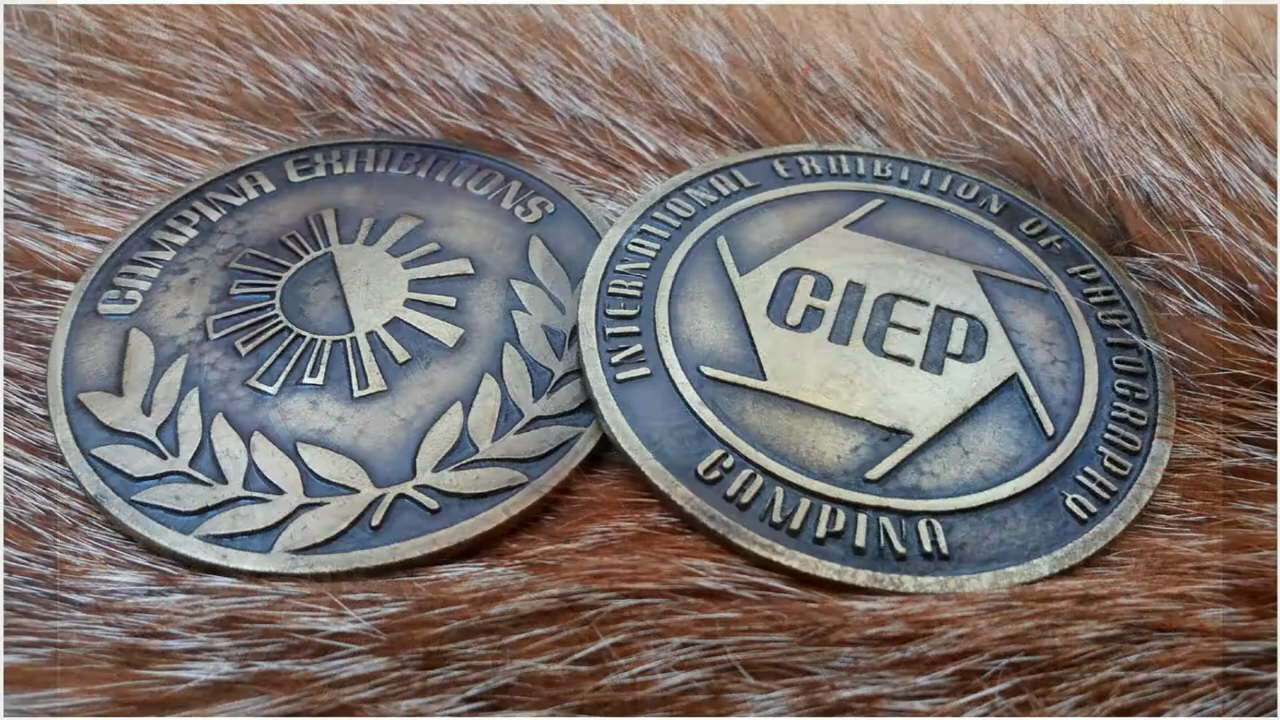 CAMPINA EXHIBITIONS
INTERNATIONAL EXHIBITION OF PHOTOGRAPHY
CIEP
CAMPINA